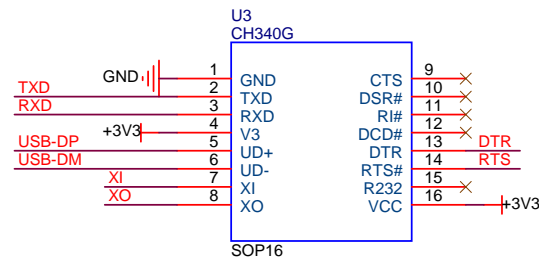 U3
CH340G
GND 1 GND
TXD 2 TXD
RXD 3 RXD
+3V3 4 V3
USB-DP 5 UD+
USB-DM 6 UD-
XI 7 XI
XO 8 XO
CTS 9
DSR# 10
RI# 11
DCD# 12
DTR 13 DTR
RTS# 14 RTS
R232 15
VCC 16 +3V3
SOP16